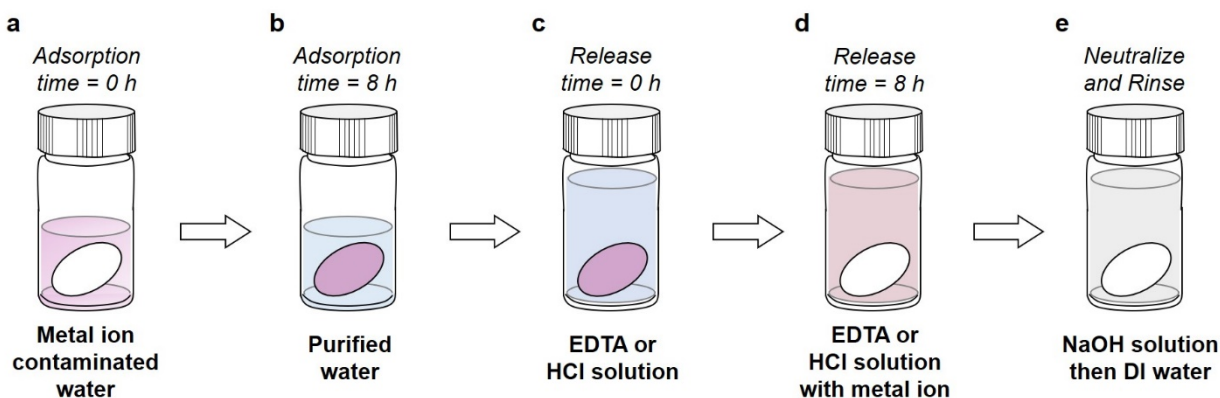 a
Adsorption
time = 0 h
Metal ion
contaminated
water
b
Adsorption
time = 8 h
Purified
water
c
Release
time = 0 h
EDTA or
HCl solution
d
Release
time = 8 h
EDTA or
HCl solution
with metal ion
e
Neutralize
and Rinse
NaOH solution
then DI water